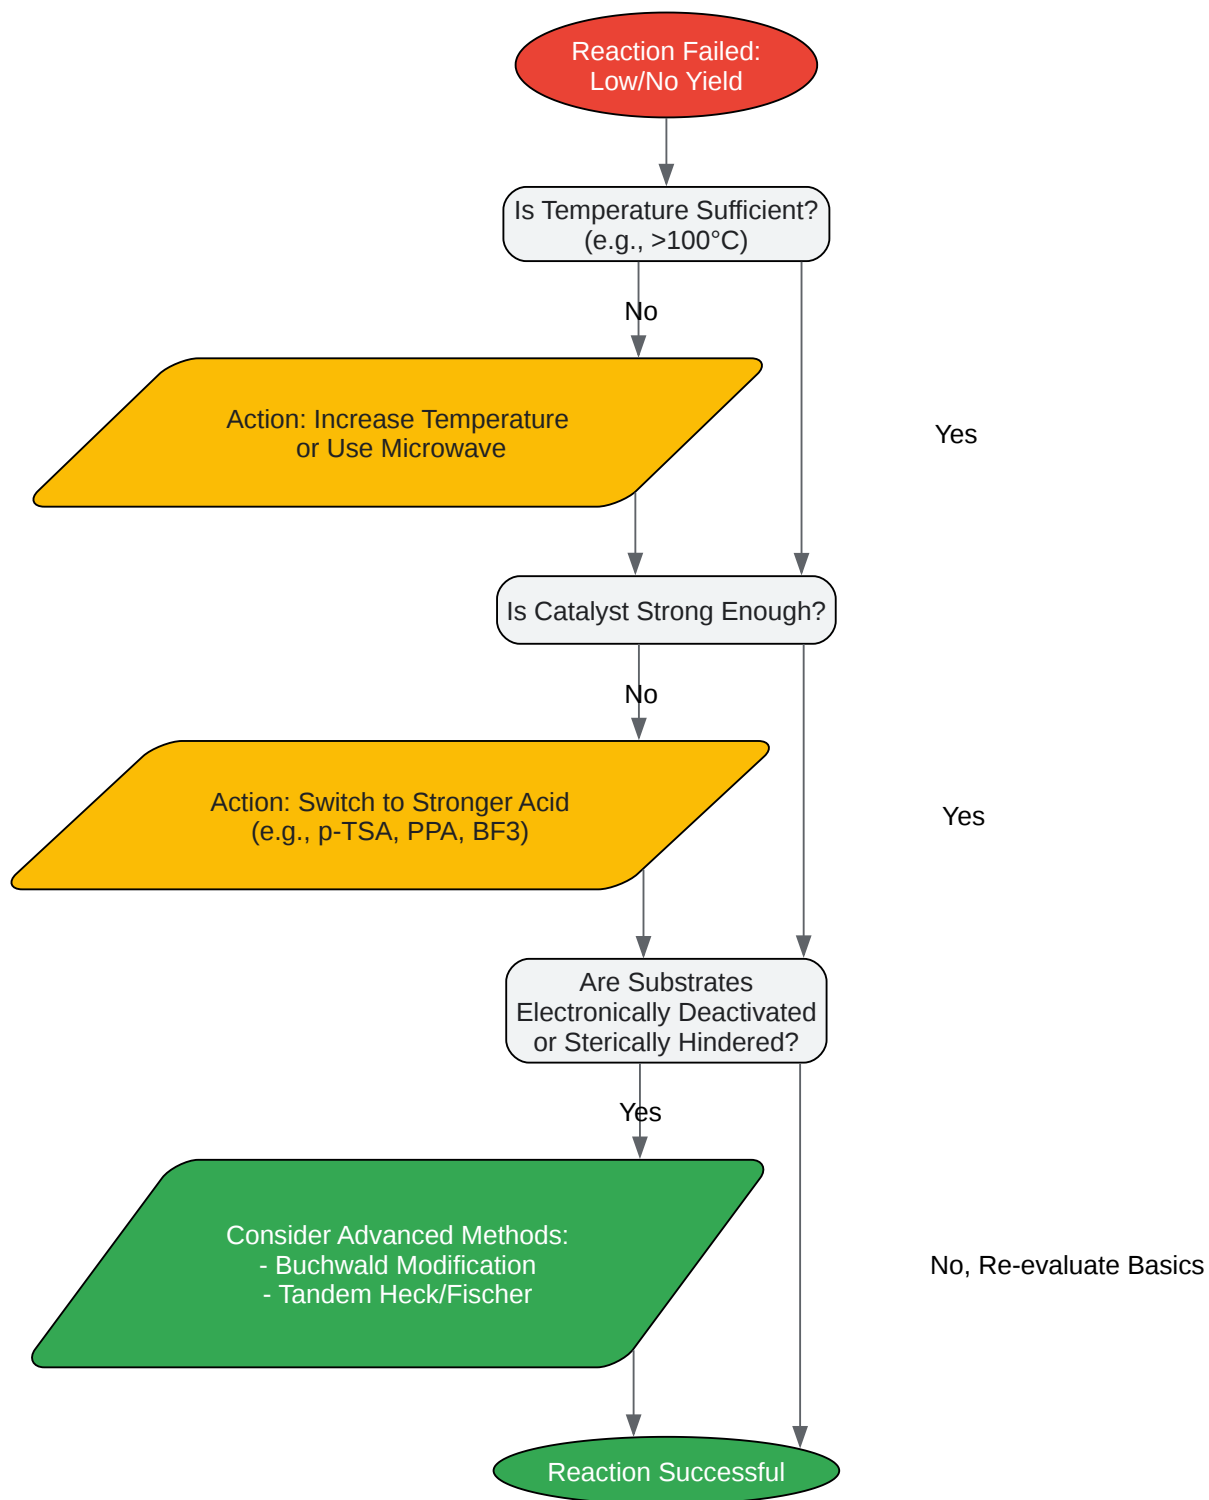 Reaction Failed:
Low/No Yield
Is Temperature Sufficient?
(e.g., >100°C)
No
Action: Increase Temperature
or Use Microwave
Yes
Is Catalyst Strong Enough?
No
Action: Switch to Stronger Acid
(e.g., p-TSA, PPA, BF3)
Yes
Are Substrates
Electronically Deactivated
or Sterically Hindered?
Yes
Consider Advanced Methods:
- Buchwald Modification
- Tandem Heck/Fischer
No, Re-evaluate Basics
Reaction Successful